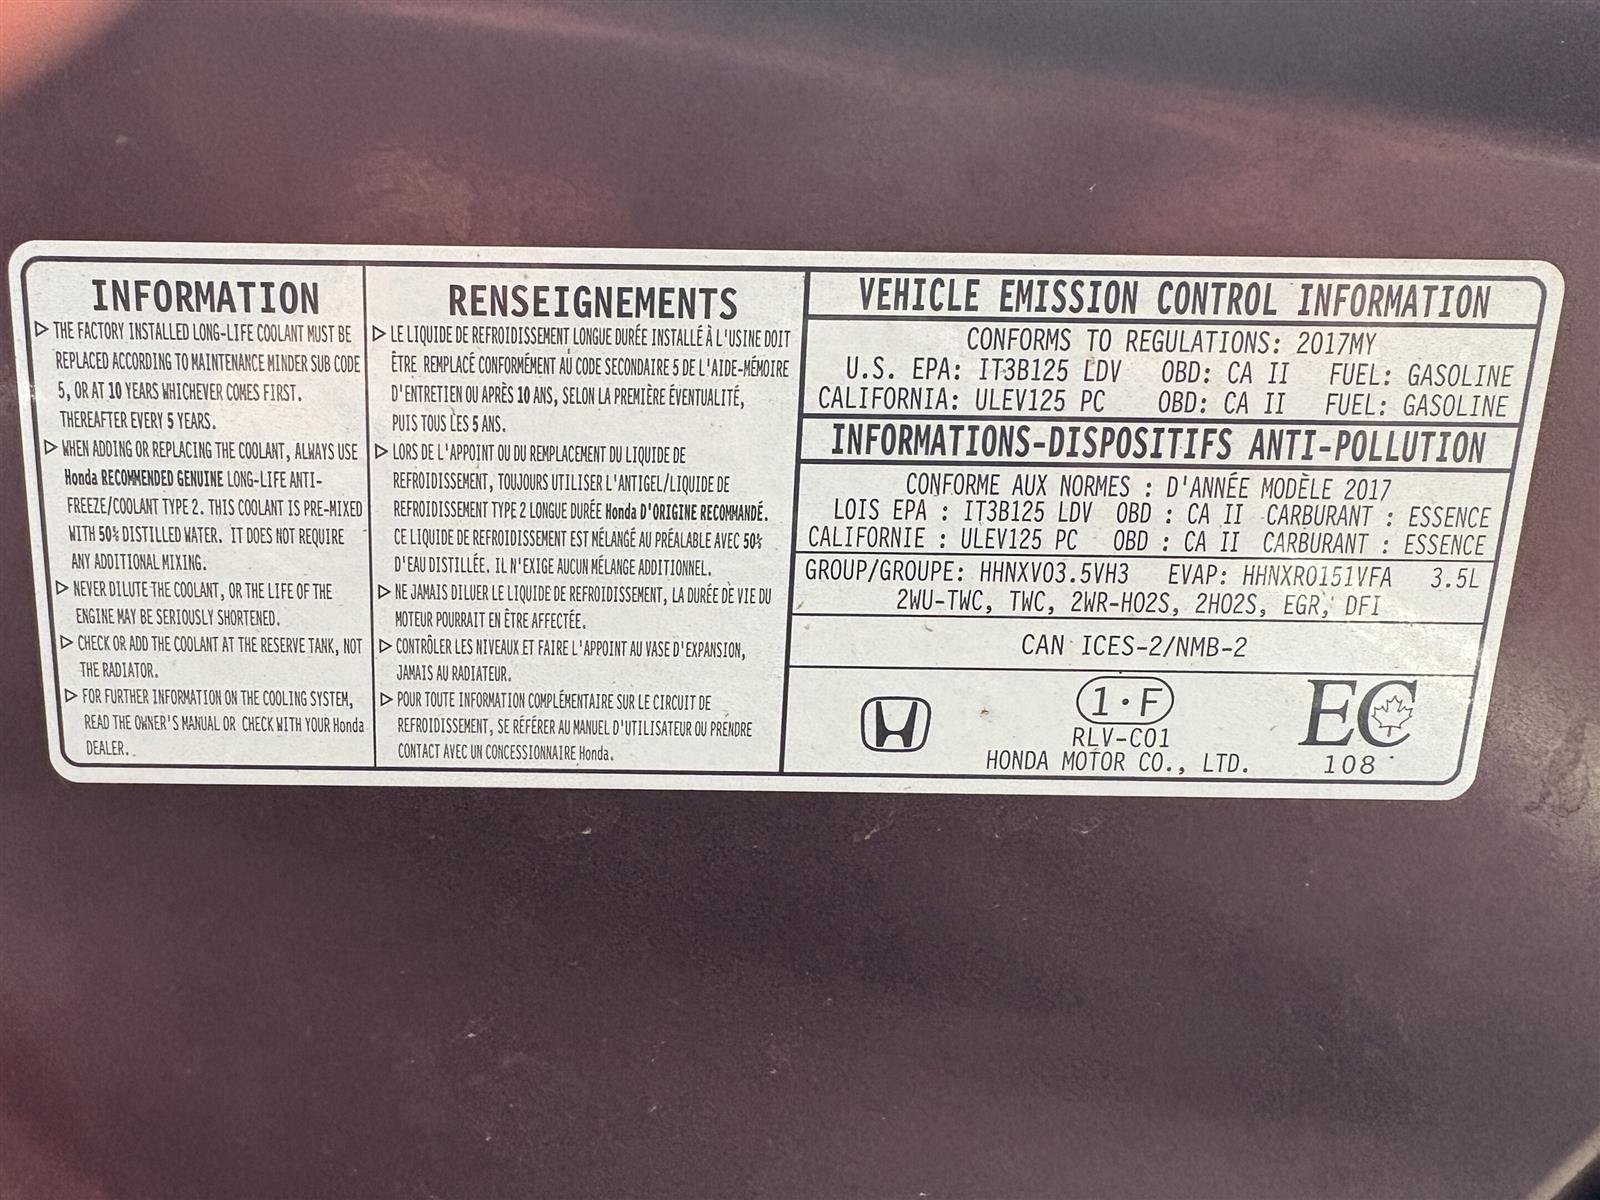 INFORMATION
▷ THE FACTORY INSTALLED LONG-LIFE COOLANT MUST BE
REPLACED ACCORDING TO MAINTENANCE MINDER SUB CODE
5, OR AT 10 YEARS WHICHEVER COMES FIRST.
THEREAFTER EVERY 5 YEARS.
▷ WHEN ADDING OR REPLACING THE COOLANT, ALWAYS USE
Honda RECOMMENDED GENUINE LONG-LIFE ANTI-
FREEZE/COOLANT TYPE 2. THIS COOLANT IS PRE-MIXED
WITH 50% DISTILLED WATER. IT DOES NOT REQUIRE
ANY ADDITIONAL MIXING.
▷ NEVER DILUTE THE COOLANT, OR THE LIFE OF THE
ENGINE MAY BE SERIOUSLY SHORTENED.
▷ CHECK OR ADD THE COOLANT AT THE RESERVE TANK, NOT
THE RADIATOR.
▷ FOR FURTHER INFORMATION ON THE COOLING SYSTEM,
READ THE OWNER'S MANUAL OR CHECK WITH YOUR Honda
DEALER.
RENSEIGNEMENTS
▷ LE LIQUIDE DE REFROIDISSEMENT LONGUE DURÉE INSTALLÉ À L'USINE DOIT
ÊTRE REMPLACÉ CONFORMÉMENT AU CODE SECONDAIRE 5 DE L'AIDE-MÉMOIRE
D'ENTRETIEN OU APRÈS 10 ANS, SELON LA PREMIÈRE ÉVENTUALITÉ,
PUIS TOUS LES 5 ANS.
▷ LORS DE L'APPOINT OU DU REMPLACEMENT DU LIQUIDE DE
REFROIDISSEMENT, TOUJOURS UTILISER L'ANTIGEL/LIQUIDE DE
REFROIDISSEMENT TYPE 2 LONGUE DURÉE Honda D'ORIGINE RECOMMANDÉ.
CE LIQUIDE DE REFROIDISSEMENT EST MÉLANGÉ AU PRÉALABLE AVEC 50%
D'EAU DISTILLÉE. IL N'EXIGE AUCUN MÉLANGE ADDITIONNEL.
▷ NE JAMAIS DILUER LE LIQUIDE DE REFROIDISSEMENT, LA DURÉE DE VIE DU
MOTEUR POURRAIT EN ÊTRE AFFECTÉE.
▷ CONTRÔLER LES NIVEAUX ET FAIRE L'APPOINT AU VASE D'EXPANSION,
JAMAIS AU RADIATEUR.
▷ POUR TOUTE INFORMATION COMPLÉMENTAIRE SUR LE CIRCUIT DE
REFROIDISSEMENT, SE RÉFÉRER AU MANUEL D'UTILISATEUR OU PRENDRE
CONTACT AVEC UN CONCESSIONNAIRE Honda.
VEHICLE EMISSION CONTROL INFORMATION
CONFORMS TO REGULATIONS: 2017MY
U.S. EPA: IT3B125 LDV OBD: CA II FUEL: GASOLINE
CALIFORNIA: ULEV125 PC OBD: CA II FUEL: GASOLINE
INFORMATIONS-DISPOSITIFS ANTI-POLLUTION
CONFORME AUX NORMES : D'ANNÉE MODÈLE 2017
LOIS EPA : IT3B125 LDV OBD : CA II CARBURANT : ESSENCE
CALIFORNIE : ULEV125 PC OBD : CA II CARBURANT : ESSENCE
GROUP/GROUPE: HHNXV03.5VH3 EVAP: HHNXR0151VFA 3.5L
2WU-TWC, TWC, 2WR-HO2S, 2HO2S, EGR, DFI
CAN ICES-2/NMB-2
1·F
RLV-C01
HONDA MOTOR CO., LTD.
EC
108